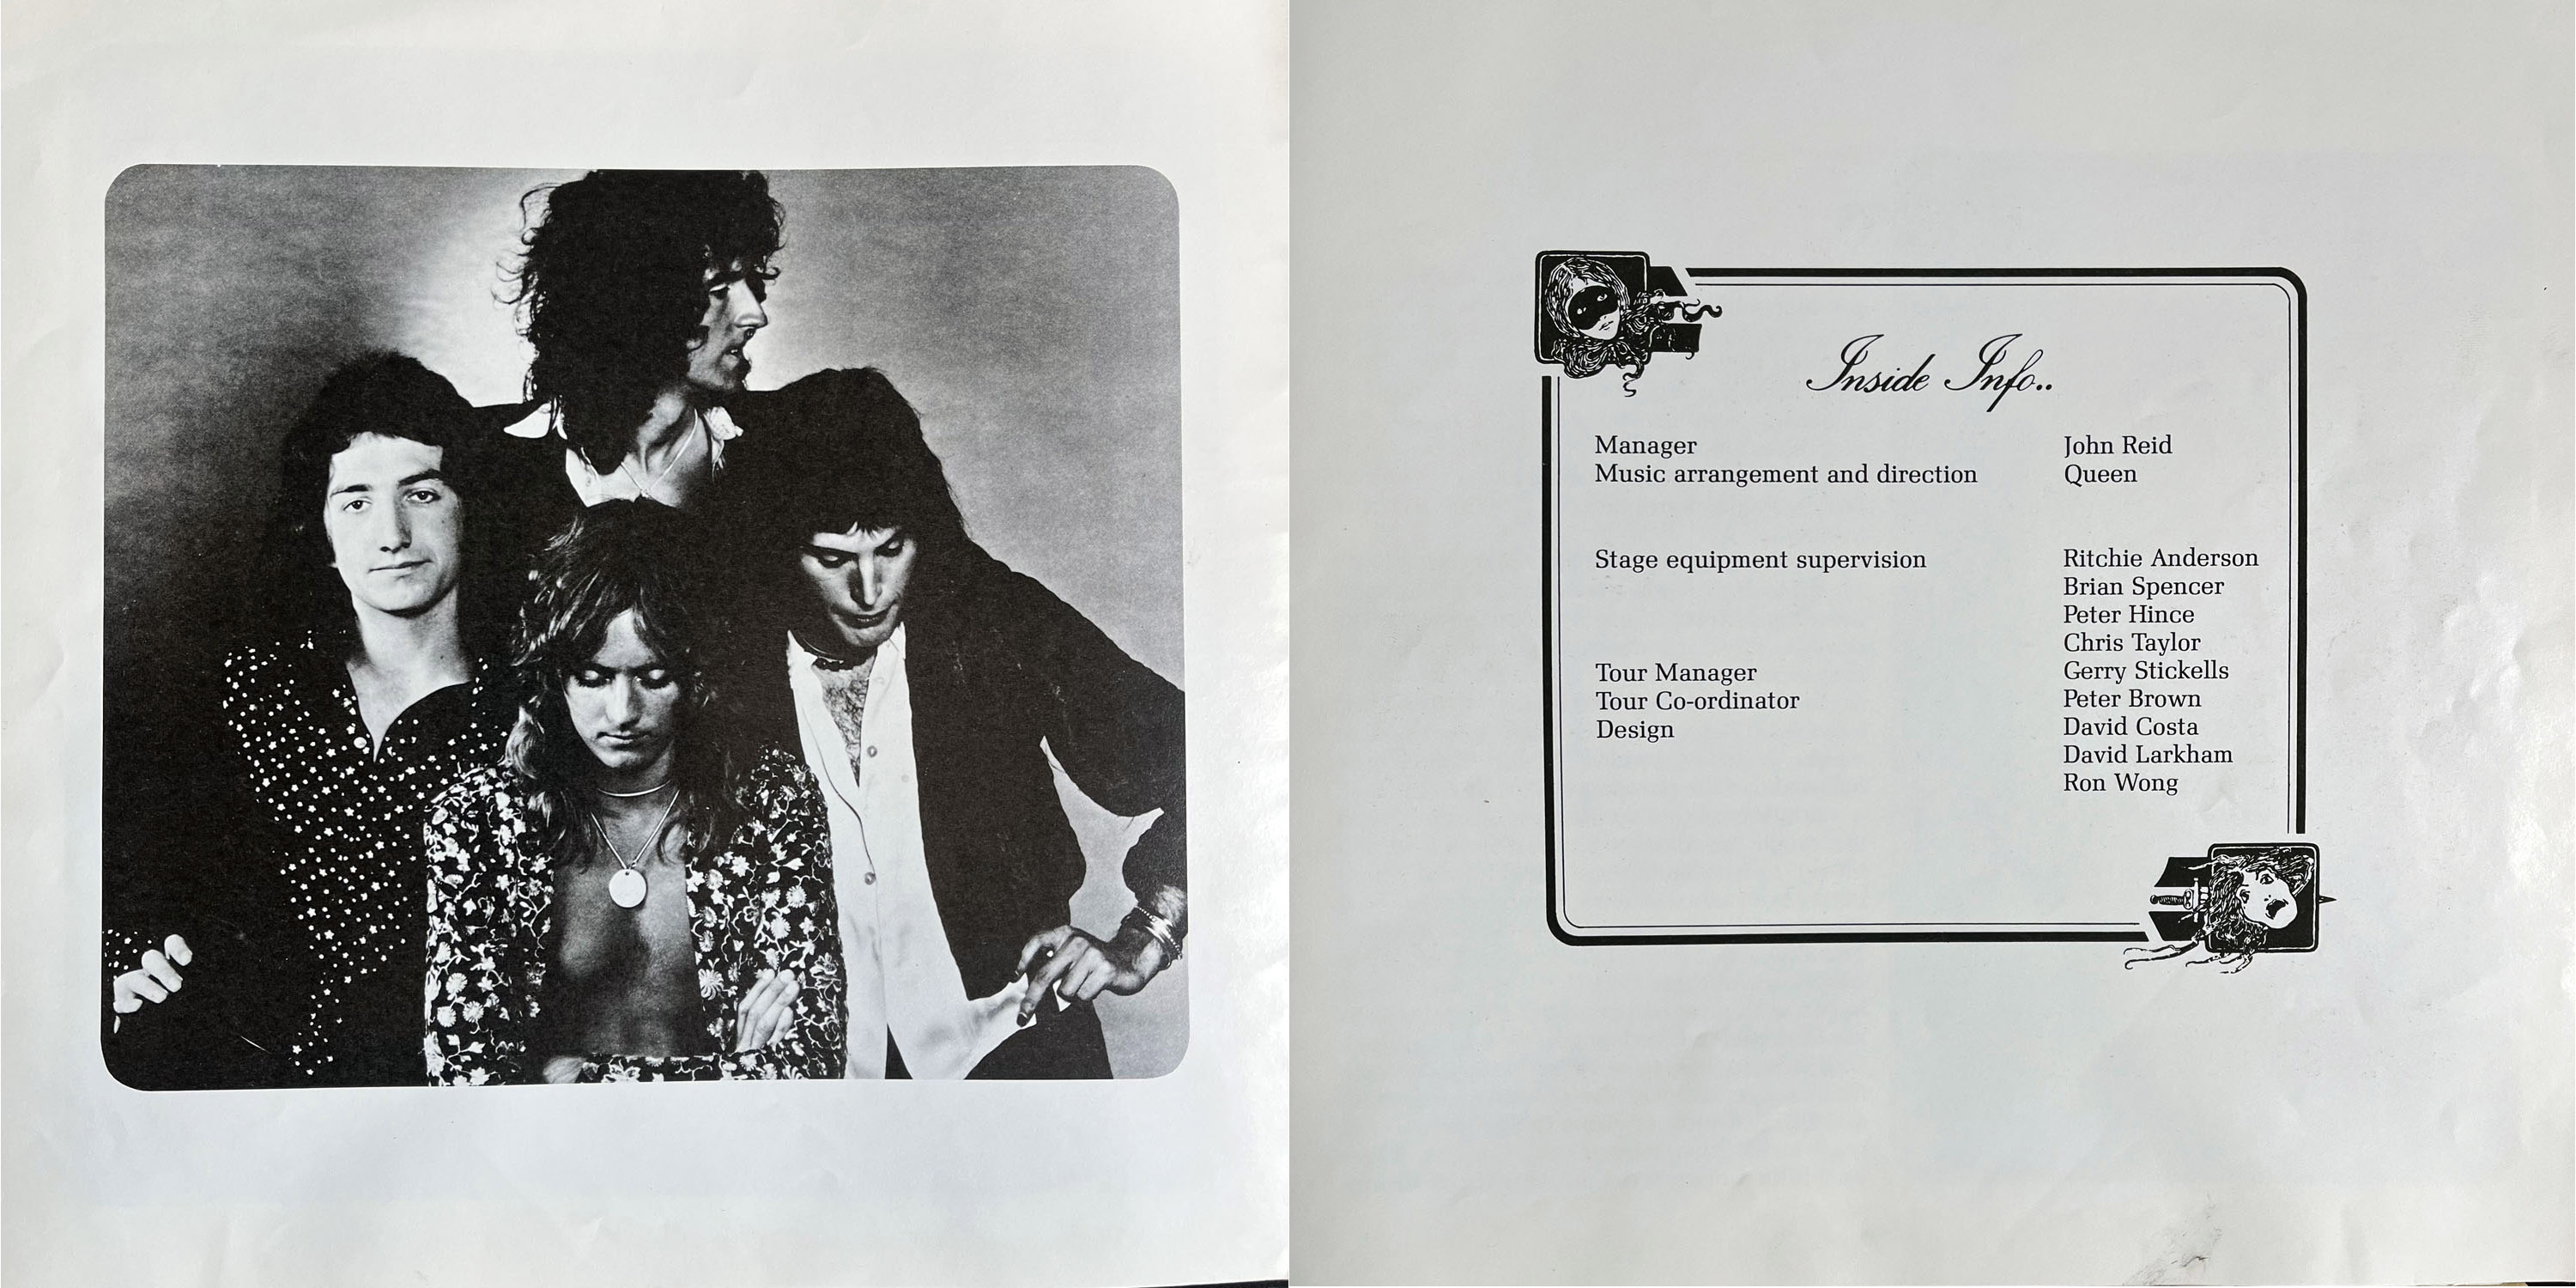 Inside Info..
Manager John Reid
Music arrangement and direction Queen
Stage equipment supervision Ritchie Anderson
Brian Spencer
Peter Hince
Chris Taylor
Tour Manager Gerry Stickells
Tour Co-ordinator Peter Brown
Design David Costa
David Larkham
Ron Wong